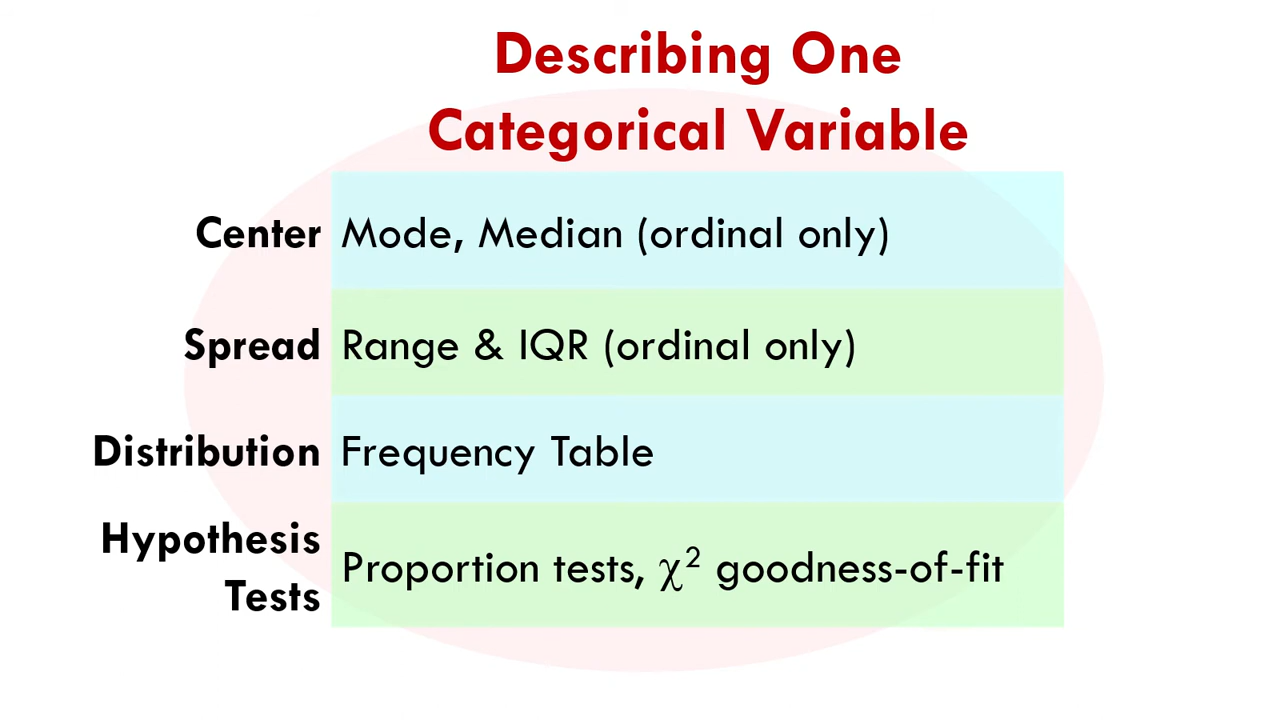 Describing One
Categorical Variable
Center Mode, Median (ordinal only)
Spread Range & IQR (ordinal only)
Distribution Frequency Table
Hypothesis
Tests Proportion tests, χ² goodness-of-fit